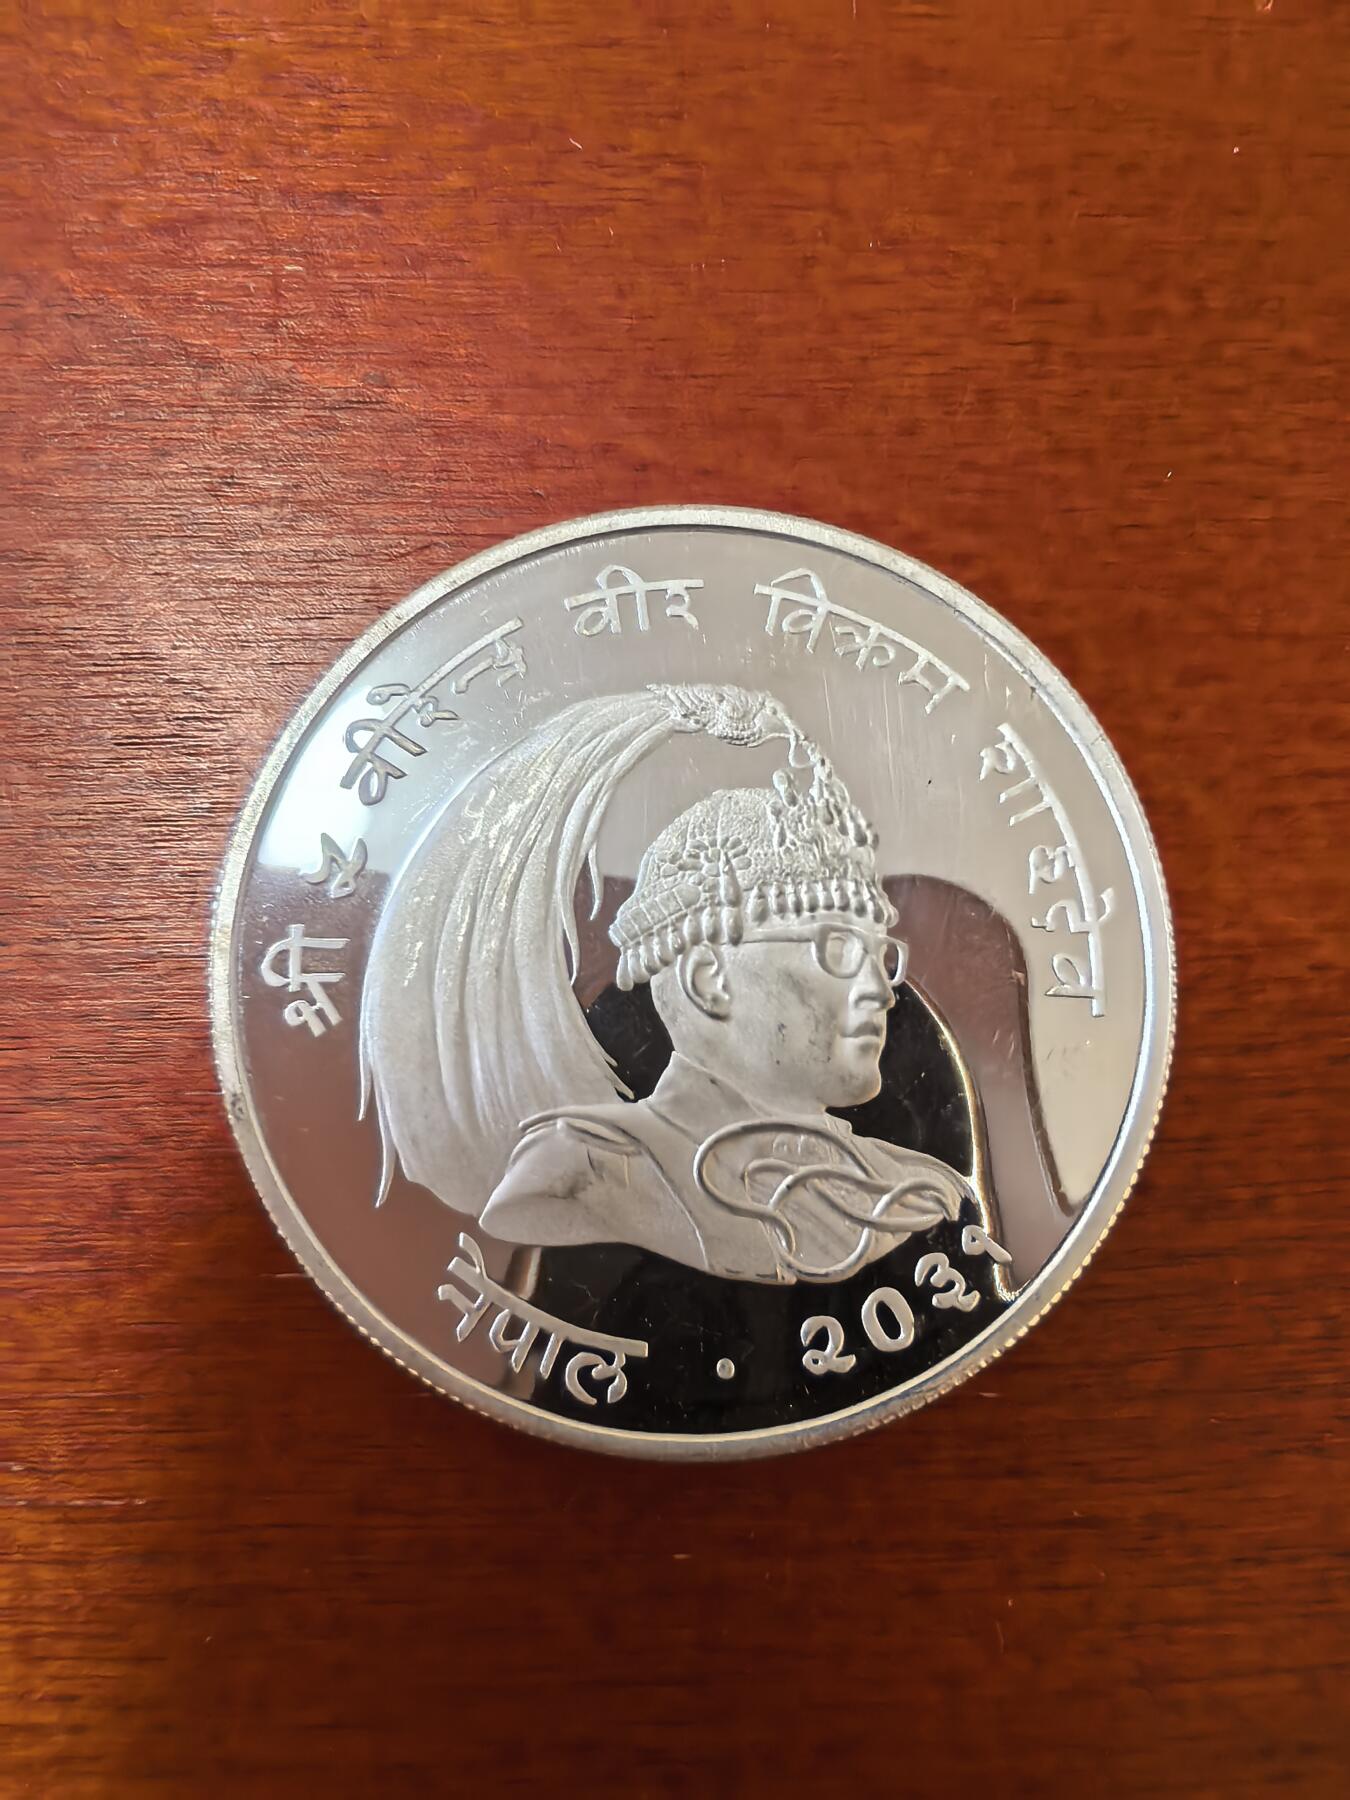 श्री ५ वीरेन्द्र वीर विक्रम शाहदेव
नेपाल · २०३१